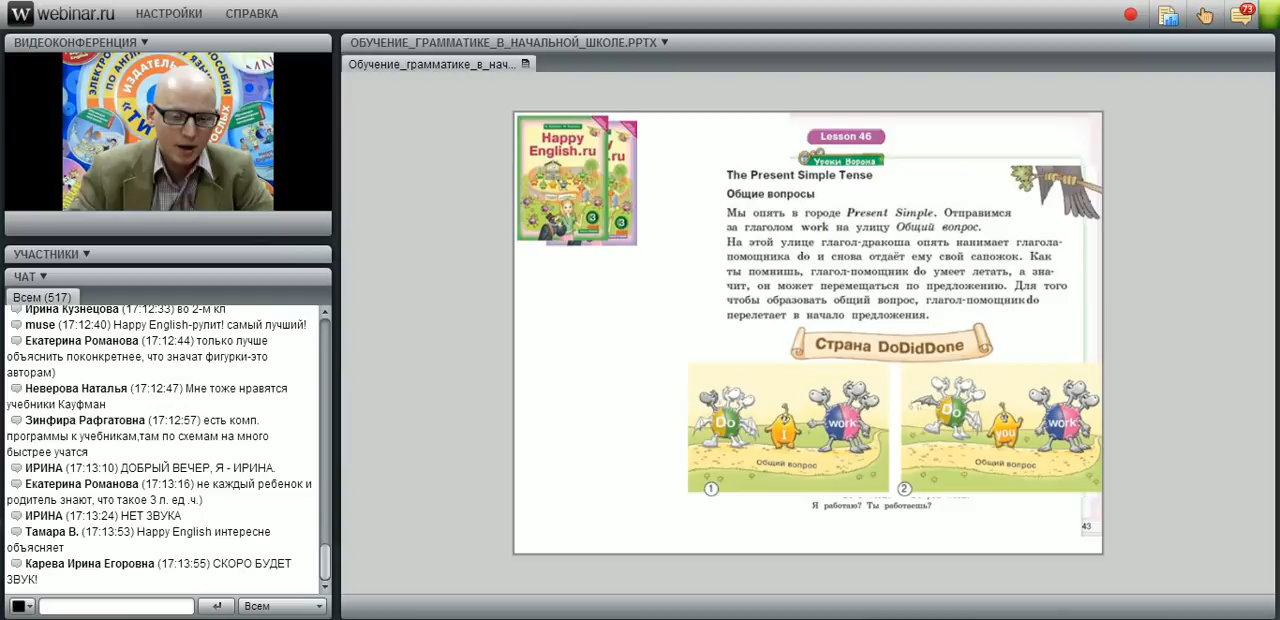 W webinar.ru НАСТРОЙКИ СПРАВКА
73
ВИДЕОКОНФЕРЕНЦИЯ
ЭЛЕКТРО
ПО АНГЛ
ИЗДАТЕЛЬ
ЯЗЫК
ПОСОБИЯ
«ТИ
УЧАСТНИКИ
ЧАТ
Всем (517)
Ирина Кузнецова (17:12:33) во 2-м кл
muse (17:12:40) Happy English-рулит! самый лучший!
Екатерина Романова (17:12:44) только лучше
объяснить поконкретнее, что значат фигурки-это
авторам)
Неверова Наталья (17:12:47) Мне тоже нравятся
учебники Кауфман
Зинфира Рафгатовна (17:12:57) есть комп.
программы к учебникам,там по схемам на много
быстрее учатся
ИРИНА (17:13:10) ДОБРЫЙ ВЕЧЕР, Я - ИРИНА.
Екатерина Романова (17:13:16) не каждый ребенок и
родитель знают, что такое 3 л. ед .ч.)
ИРИНА (17:13:24) НЕТ ЗВУКА
Тамара В. (17:13:53) Happy English интересне
объясняет
Карева Ирина Егоровна (17:13:55) СКОРО БУДЕТ
ЗВУК!
Всем
ОБУЧЕНИЕ_ГРАММАТИКЕ_В_НАЧАЛЬНОЙ_ШКОЛЕ.PPTX
Обучение_грамматике_в_нач...
Happy
English.ru
.ru
3
3
Lesson 46
Уроки Ворона
The Present Simple Tense
Общие вопросы
Мы опять в городе Present Simple. Отправимся
за глаголом work на улицу Общий вопрос.
На этой улице глагол-дракоша опять нанимает глагола-
помощника do и снова отдаёт ему свой сапожок. Как
ты помнишь, глагол-помощник do умеет летать, а зна-
чит, он может перемещаться по предложению. Для того
чтобы образовать общий вопрос, глагол-помощник do
перелетает в начало предложения.
Страна DoDidDone
Do I work
Общий вопрос
1
Do you work
Общий вопрос
2
Я работаю? Ты работаешь?
43